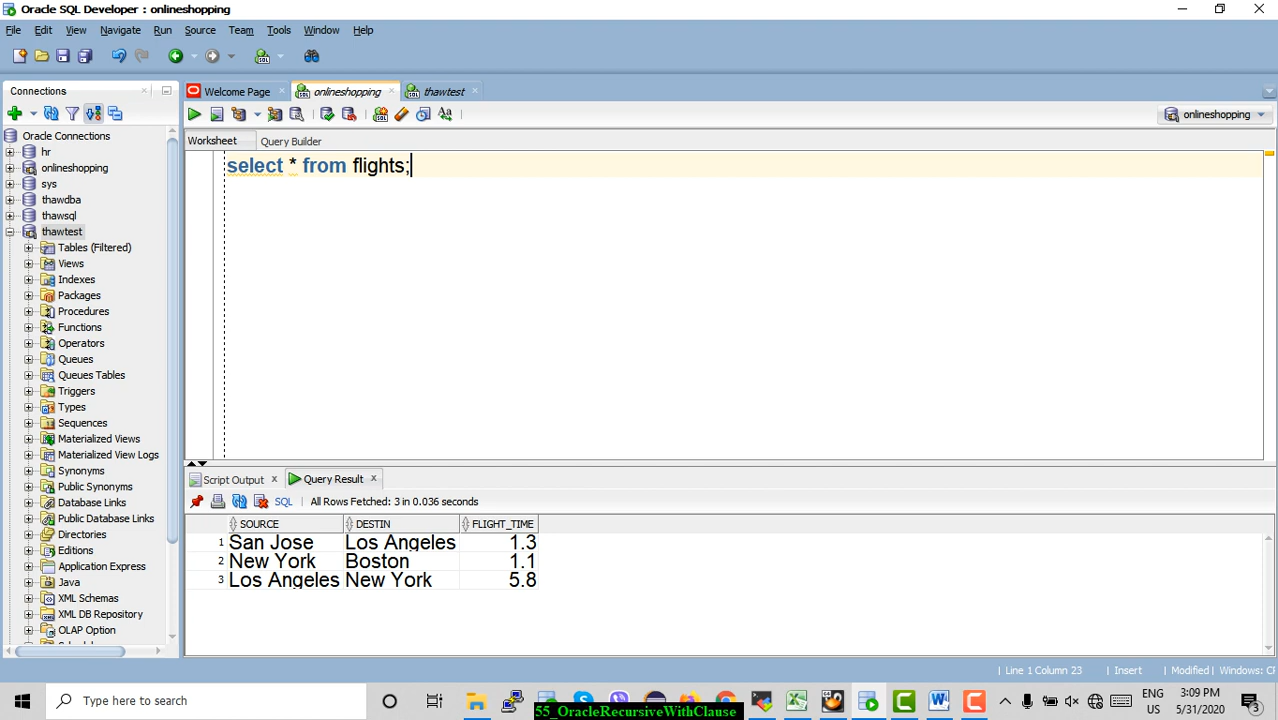 Oracle SQL Developer : onlineshopping
File Edit View Navigate Run Source Team Tools Window Help
Connections
Welcome Page
onlineshopping
thawtest
onlineshopping
Worksheet
Query Builder
Oracle Connections
hr
onlineshopping
sys
thawdba
thawsql
thawtest
Tables (Filtered)
Views
Indexes
Packages
Procedures
Functions
Operators
Queues
Queues Tables
Triggers
Types
Sequences
Materialized Views
Materialized View Logs
Synonyms
Public Synonyms
Database Links
Public Database Links
Directories
Editions
Application Express
Java
XML Schemas
XML DB Repository
OLAP Option
select * from flights;
Script Output
Query Result
SQL
All Rows Fetched: 3 in 0.036 seconds
SOURCE DESTIN FLIGHT_TIME
1 San Jose Los Angeles 1.3
2 New York Boston 1.1
3 Los Angeles New York 5.8
Line 1 Column 23 | Insert | Modified | Windows: CF
Type here to search
55_OracleRecursiveWithClause
ENG
US
3:09 PM
5/31/2020
3